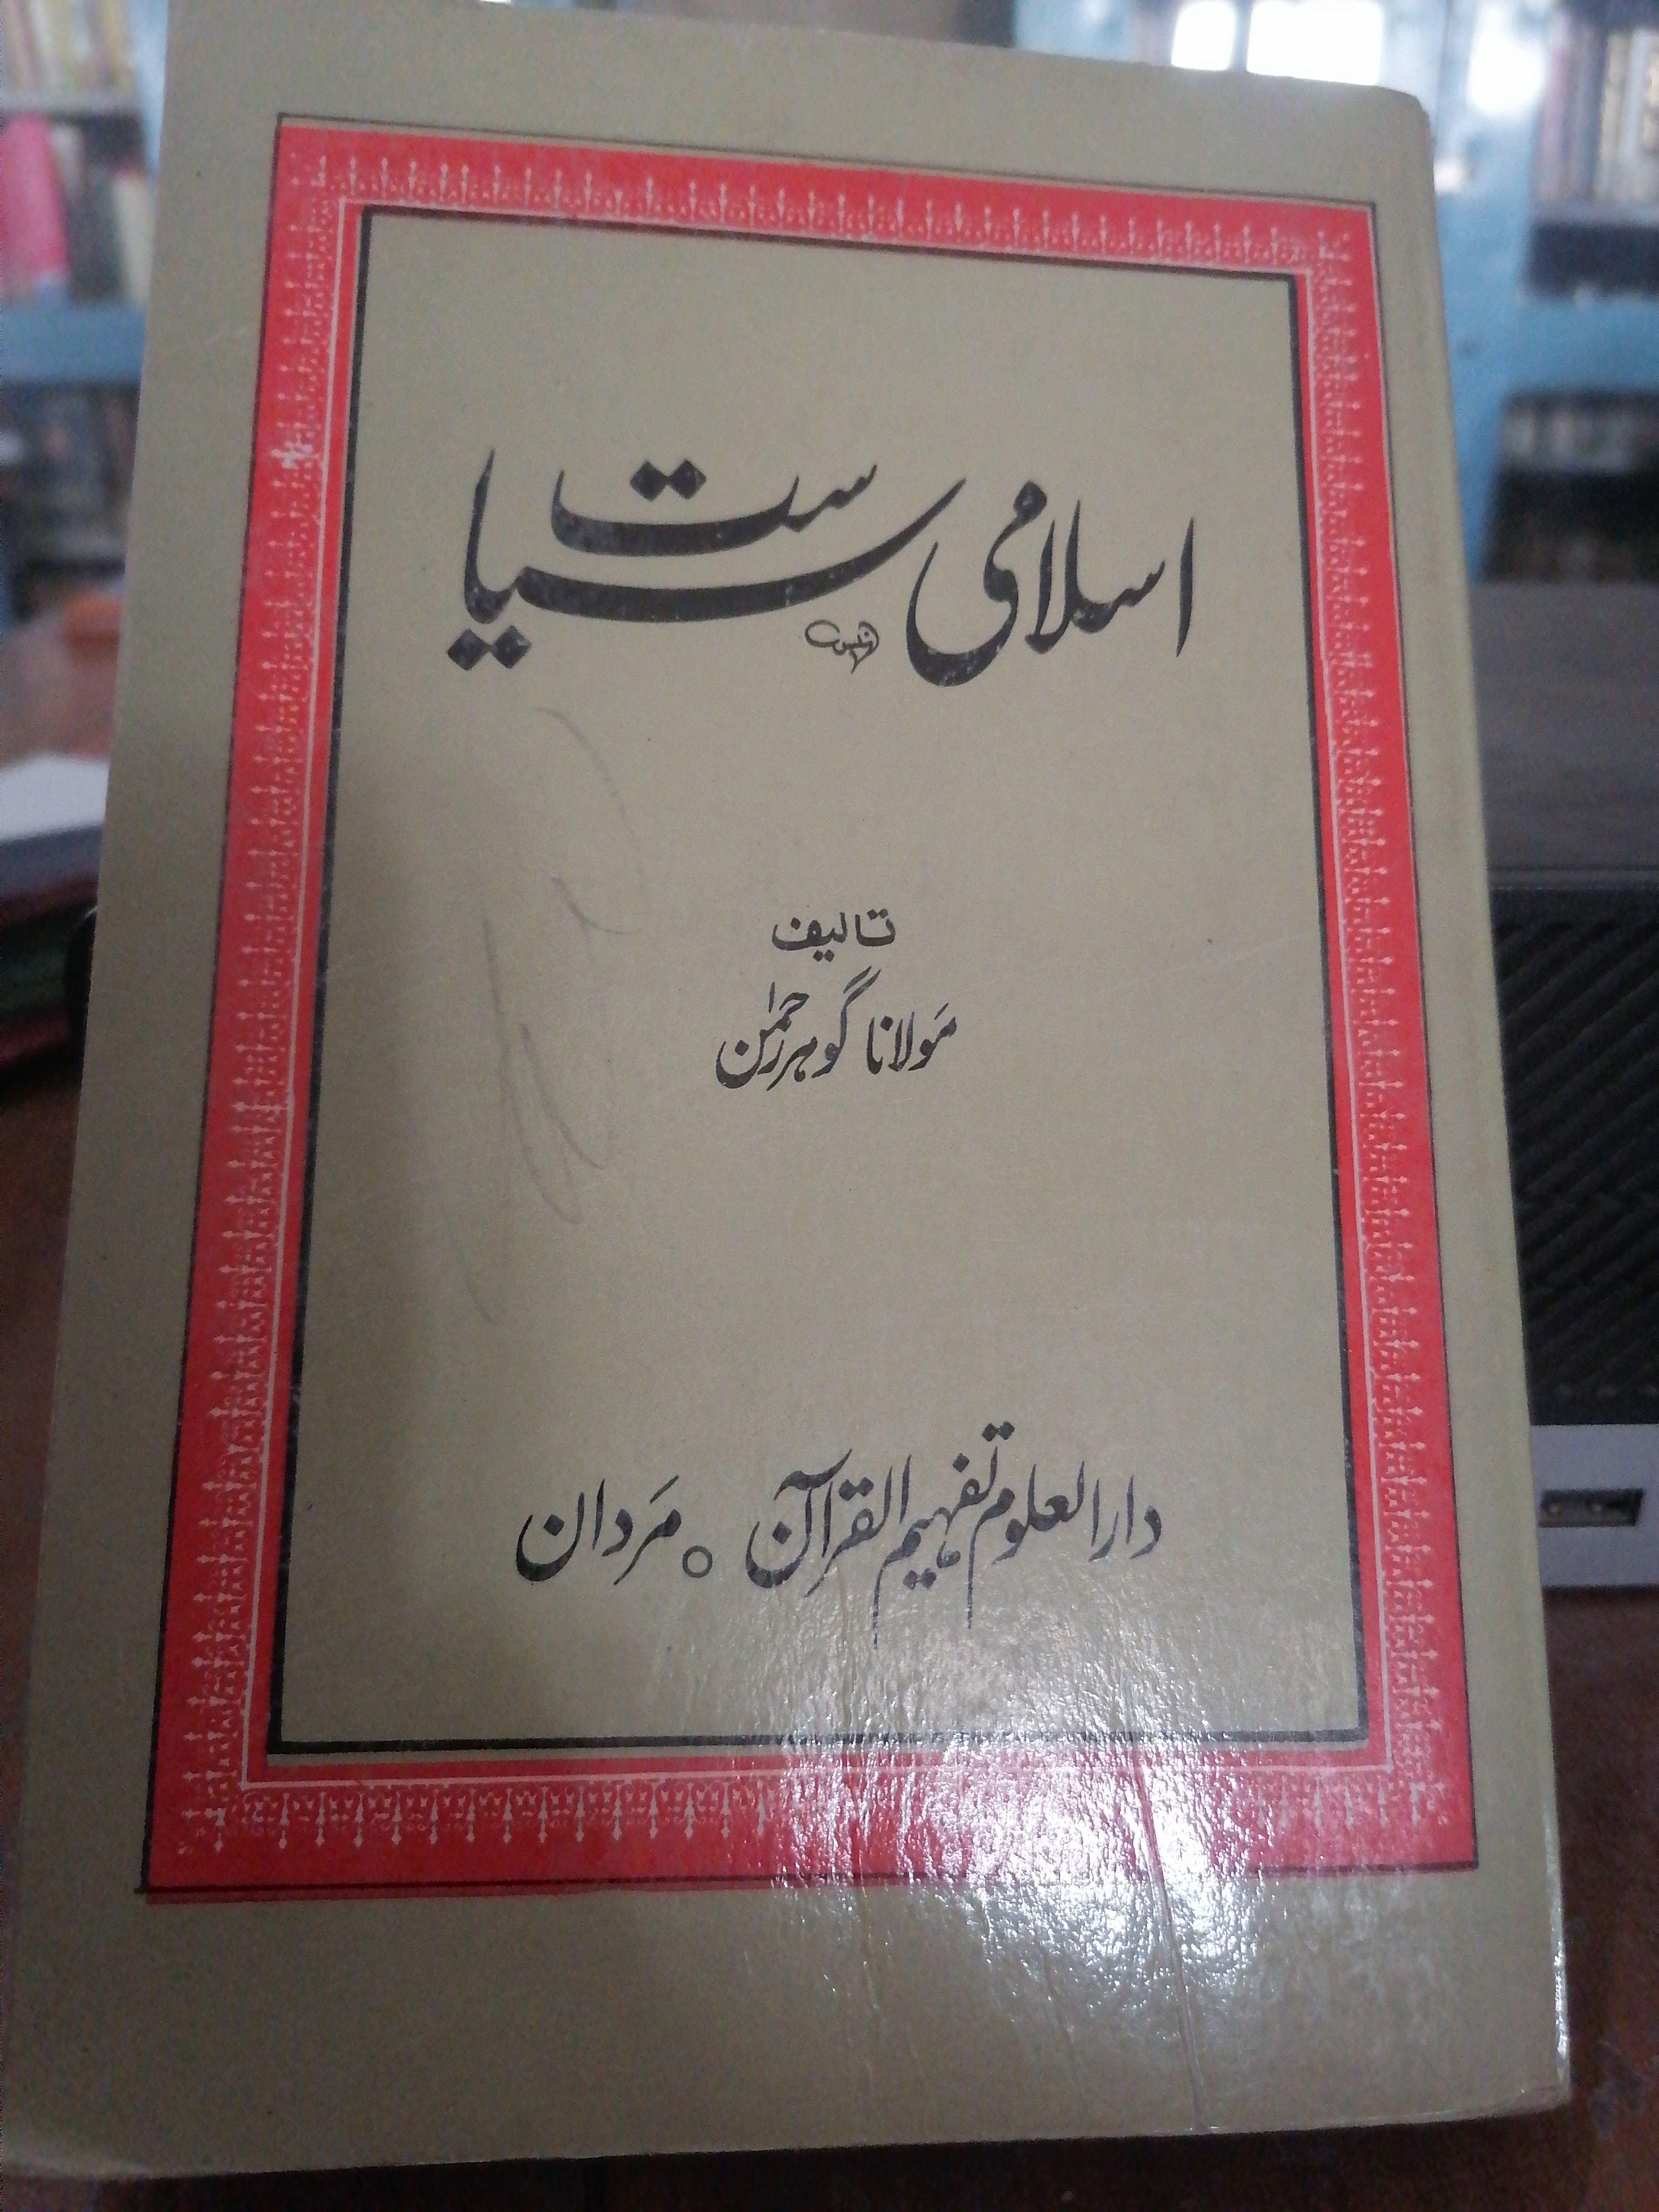 اسلامی سیاست
تالیف
مولانا گوہر رحمٰن
دارالعلوم تفہیم القرآن ○ مردان